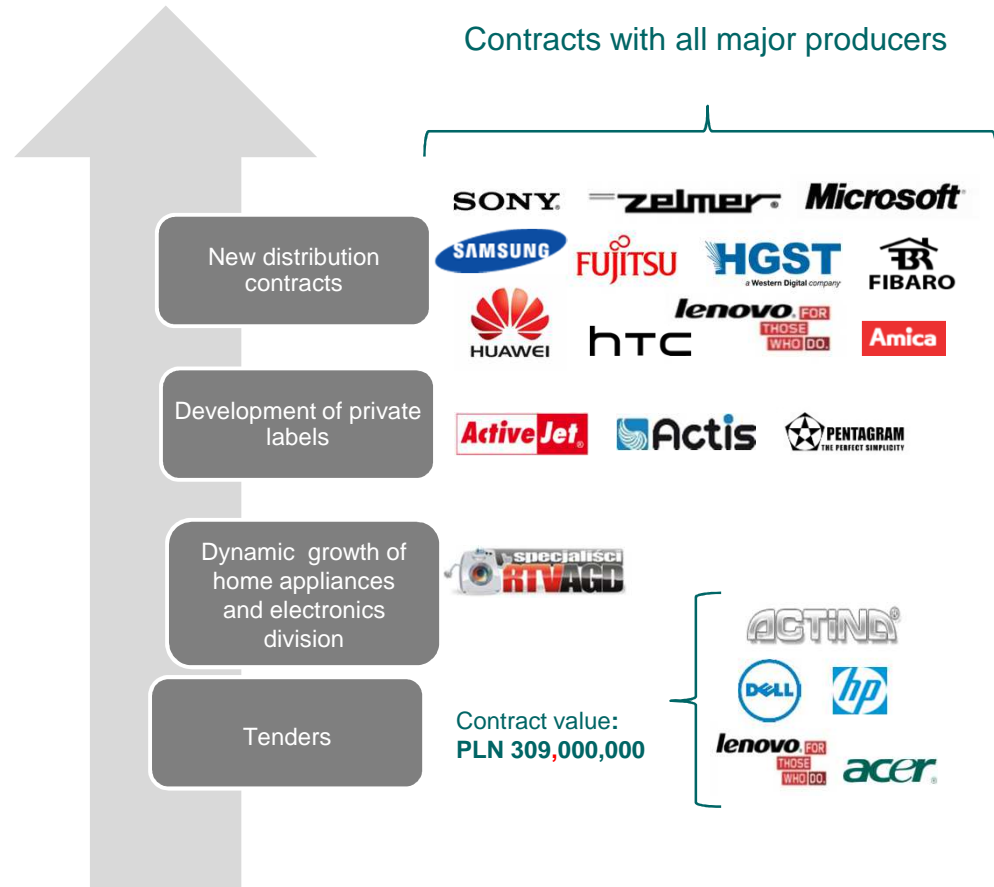 Contracts with all major producers
SONY. zelmer® Microsoft®
New distribution
contracts
SAMSUNG FUJITSU HGST
a Western Digital company
FIBARO
HUAWEI hTC lenovo. FOR
THOSE
WHO DO.
Amica
Development of private
labels
Active Jet® Actis PENTAGRAM
THE PERFECT SIMPLICITY
Dynamic growth of
home appliances
and electronics
division
specjaliści
RTVAGD
ACTINA®
DELL hp
Tenders
Contract value:
PLN 309,000,000
lenovo. FOR
THOSE
WHO DO.
acer®